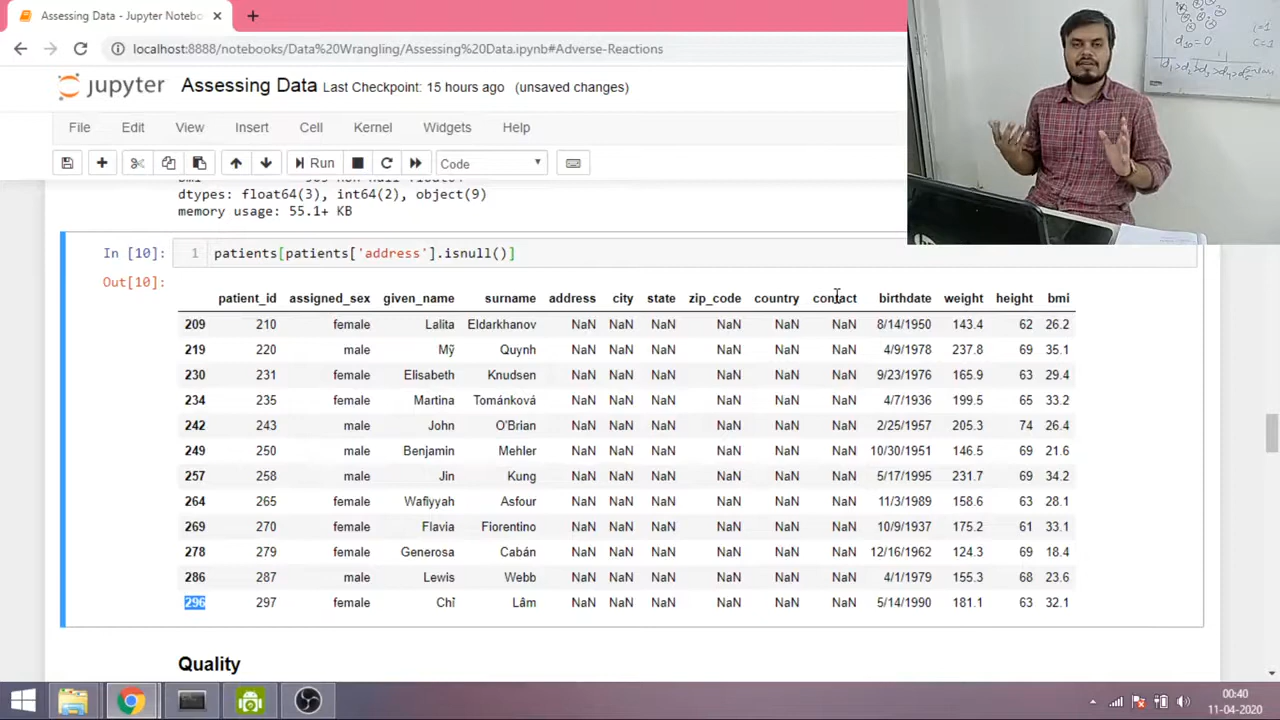 Assessing Data - Jupyter Notebo
localhost:8888/notebooks/Data%20Wrangling/Assessing%20Data.ipynb#Adverse-Reactions
jupyter Assessing Data Last Checkpoint: 15 hours ago (unsaved changes)
File Edit View Insert Cell Kernel Widgets Help
Run Code
dtypes: float64(3), int64(2), object(9)
memory usage: 55.1+ KB
In [10]: 1 patients[patients['address'].isnull()]
Out[10]:
patient_id assigned_sex given_name surname address city state zip_code country contact birthdate weight height bmi
209 210 female Lalita Eldarkhanov NaN NaN NaN NaN NaN NaN 8/14/1950 143.4 62 26.2
219 220 male Mỹ Quynh NaN NaN NaN NaN NaN NaN 4/9/1978 237.8 69 35.1
230 231 female Elisabeth Knudsen NaN NaN NaN NaN NaN NaN 9/23/1976 165.9 63 29.4
234 235 female Martina Tománková NaN NaN NaN NaN NaN NaN 4/7/1936 199.5 65 33.2
242 243 male John O'Brian NaN NaN NaN NaN NaN NaN 2/25/1957 205.3 74 26.4
249 250 male Benjamin Mehler NaN NaN NaN NaN NaN NaN 10/30/1951 146.5 69 21.6
257 258 male Jin Kung NaN NaN NaN NaN NaN NaN 5/17/1995 231.7 69 34.2
264 265 female Wafiyyah Asfour NaN NaN NaN NaN NaN NaN 11/3/1989 158.6 63 28.1
269 270 female Flavia Fiorentino NaN NaN NaN NaN NaN NaN 10/9/1937 175.2 61 33.1
278 279 female Generosa Cabán NaN NaN NaN NaN NaN NaN 12/16/1962 124.3 69 18.4
286 287 male Lewis Webb NaN NaN NaN NaN NaN NaN 4/1/1979 155.3 68 23.6
296 297 female Chỉ Lâm NaN NaN NaN NaN NaN NaN 5/14/1990 181.1 63 32.1
Quality
00:40
11-04-2020